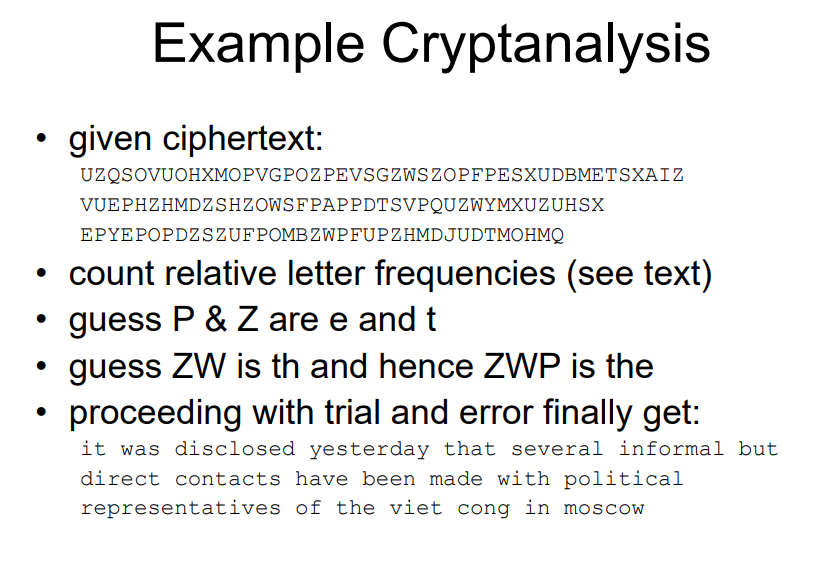 Example Cryptanalysis
• given ciphertext:
UZQSOVUOHXMOPVGPOZPEVSGZWSZOPFPESXUDBMETSXAIZ
VUEPHZHMDZSHZOWSFPAPPDTSVPQUZWYMXUZUHSX
EPYEPOPDZSZUFPOMBZWPFUPZHMDJUDTMOHMQ
• count relative letter frequencies (see text)
• guess P & Z are e and t
• guess ZW is th and hence ZWP is the
• proceeding with trial and error finally get:
it was disclosed yesterday that several informal but
direct contacts have been made with political
representatives of the viet cong in moscow